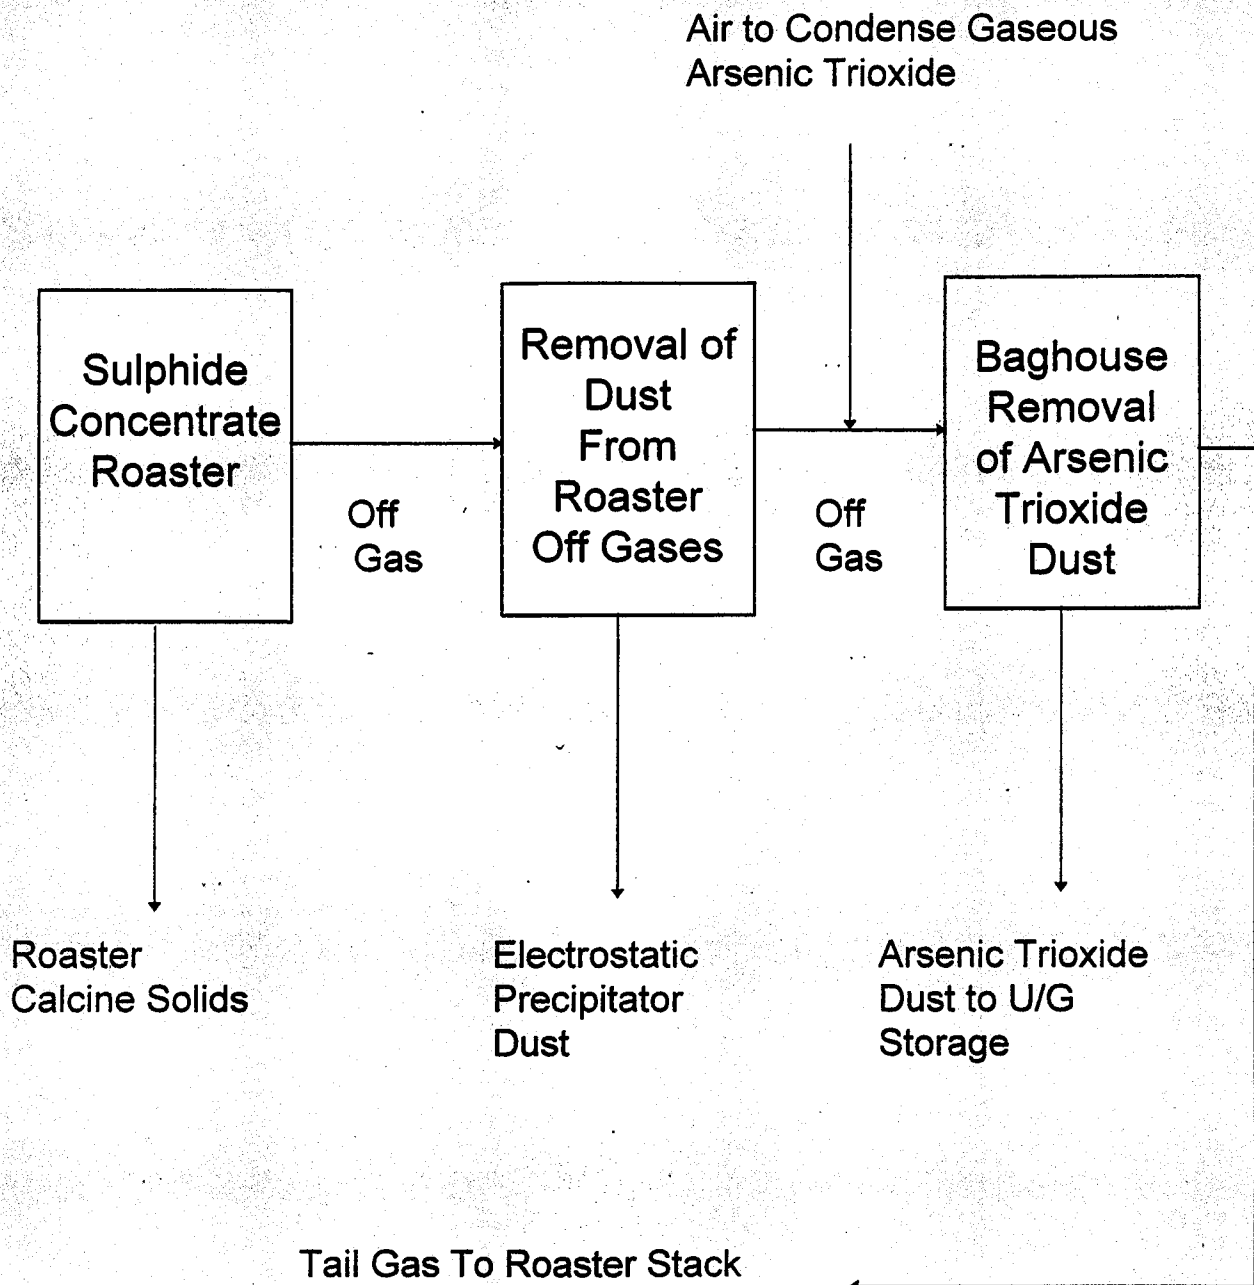 Air to Condense Gaseous
Arsenic Trioxide
Sulphide
Concentrate
Roaster
Off
Gas
Removal of
Dust
From
Roaster
Off Gases
Off
Gas
Baghouse
Removal
of Arsenic
Trioxide
Dust
Roaster
Calcine Solids
Electrostatic
Precipitator
Dust
Arsenic Trioxide
Dust to U/G
Storage
Tail Gas To Roaster Stack